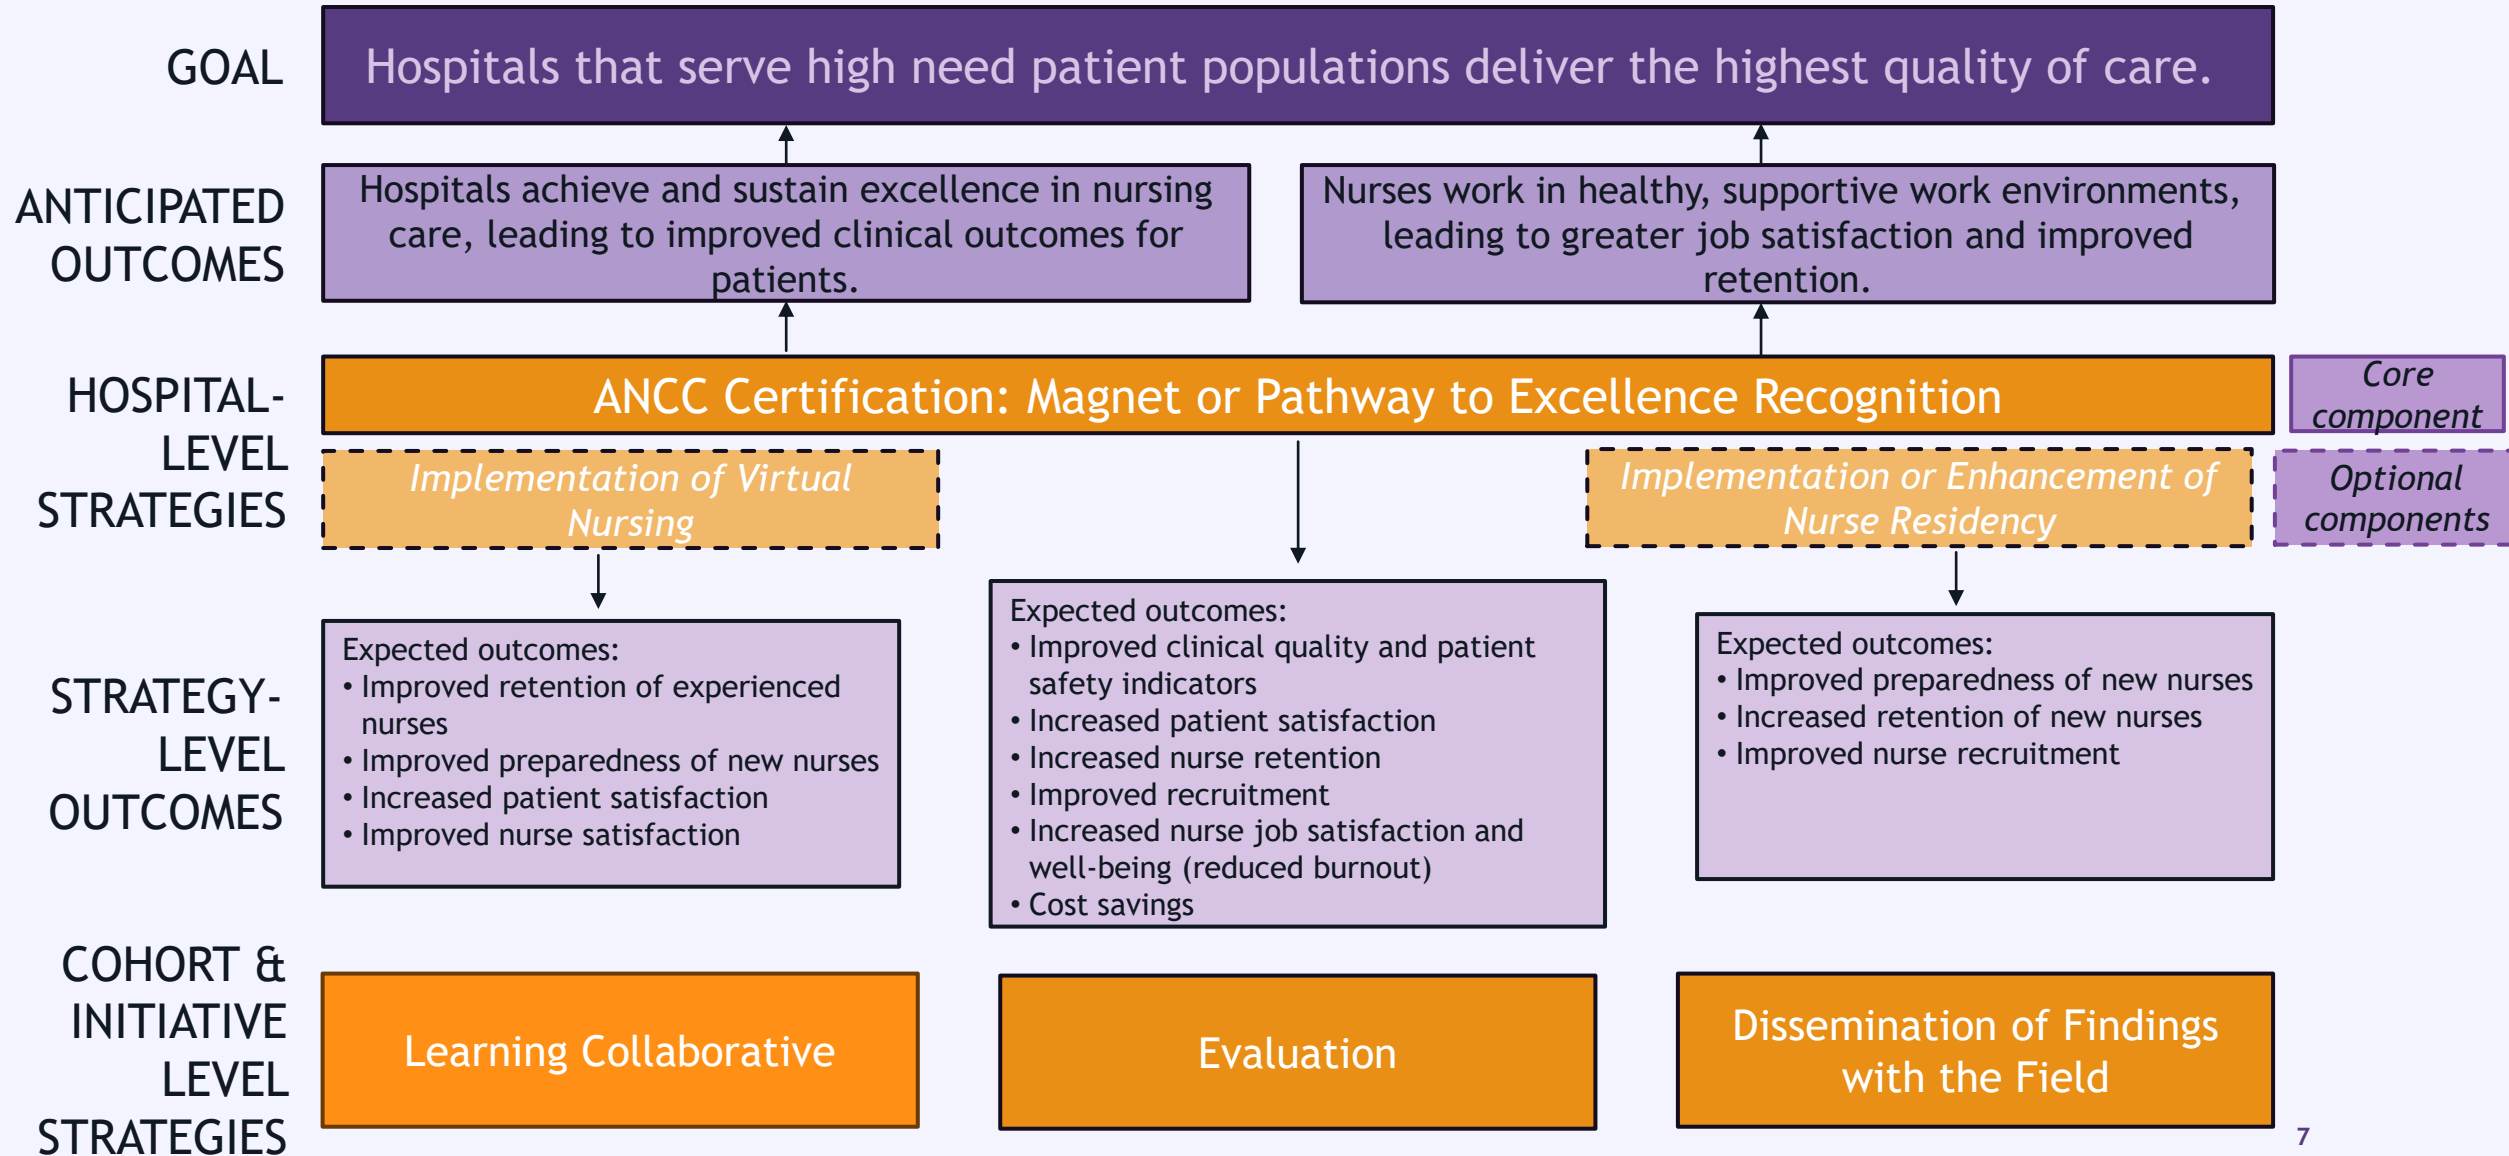 GOAL
Hospitals that serve high need patient populations deliver the highest quality of care.
ANTICIPATED
OUTCOMES
Hospitals achieve and sustain excellence in nursing
care, leading to improved clinical outcomes for
patients.
Nurses work in healthy, supportive work environments,
leading to greater job satisfaction and improved
retention.
HOSPITAL-
LEVEL
STRATEGIES
ANCC Certification: Magnet or Pathway to Excellence Recognition
Core
component
Implementation of Virtual
Nursing
Implementation or Enhancement of
Nurse Residency
Optional
components
STRATEGY-
LEVEL
OUTCOMES
Expected outcomes:
• Improved retention of experienced
nurses
• Improved preparedness of new nurses
• Increased patient satisfaction
• Improved nurse satisfaction
Expected outcomes:
• Improved clinical quality and patient
safety indicators
• Increased patient satisfaction
• Increased nurse retention
• Improved recruitment
• Increased nurse job satisfaction and
well-being (reduced burnout)
• Cost savings
Expected outcomes:
• Improved preparedness of new nurses
• Increased retention of new nurses
• Improved nurse recruitment
COHORT &
INITIATIVE
LEVEL
STRATEGIES
Learning Collaborative
Evaluation
Dissemination of Findings
with the Field
7